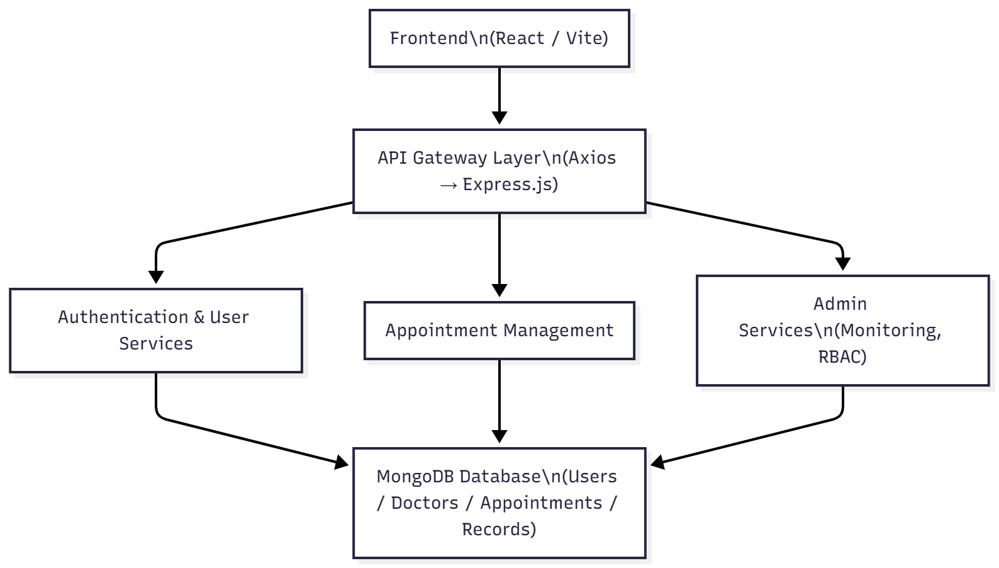 Frontend\n(React / Vite)
API Gateway Layer\n(Axios
→ Express.js)
Authentication & User
Services
Appointment Management
Admin
Services\n(Monitoring,
RBAC)
MongoDB Database\n(Users
/ Doctors / Appointments /
Records)